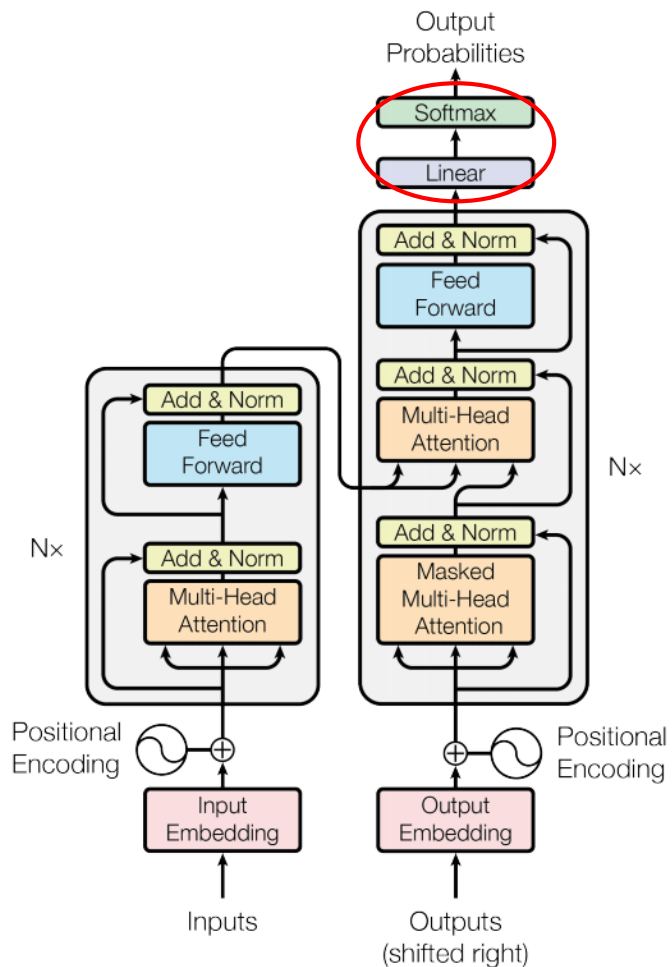 Output
Probabilities
Softmax
Linear
Add & Norm
Feed
Forward
Add & Norm
Multi-Head
Attention
Add & Norm
Masked
Multi-Head
Attention
Nx
Add & Norm
Feed
Forward
Add & Norm
Multi-Head
Attention
Nx
Positional
Encoding
Positional
Encoding
Input
Embedding
Output
Embedding
Inputs
Outputs
(shifted right)